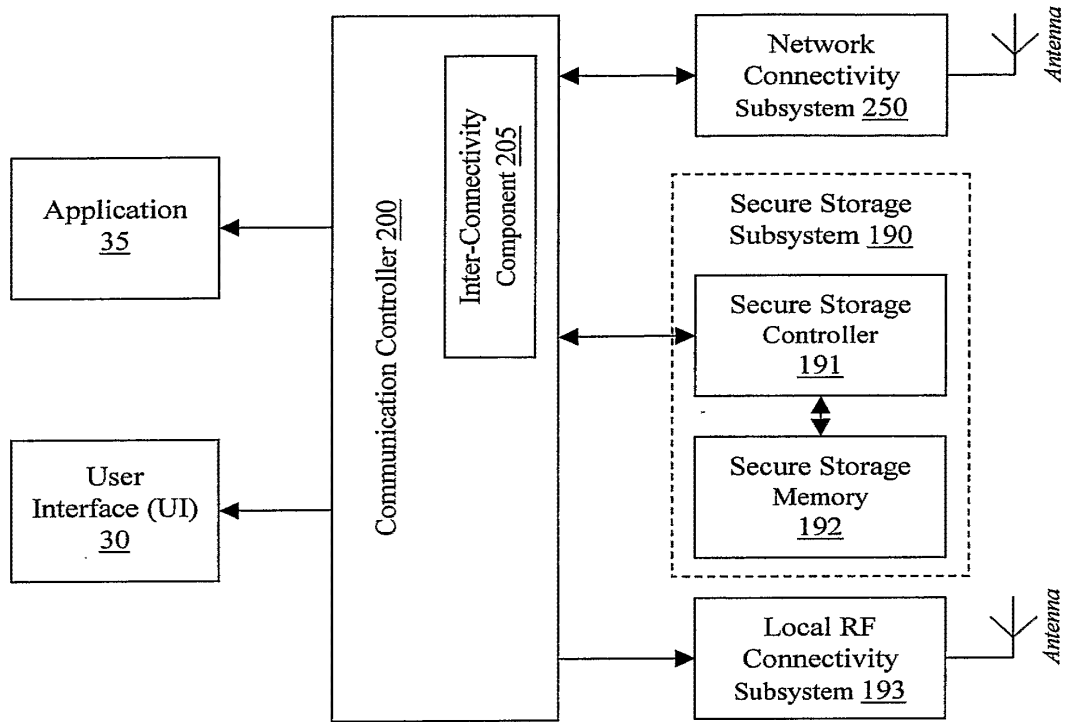 Application
35
User
Interface (UI)
30
Communication Controller 200
Inter-Connectivity
Component 205
Network
Connectivity
Subsystem 250
Antenna
Secure Storage
Subsystem 190
Secure Storage
Controller
191
Secure Storage
Memory
192
Local RF
Connectivity
Subsystem 193
Antenna